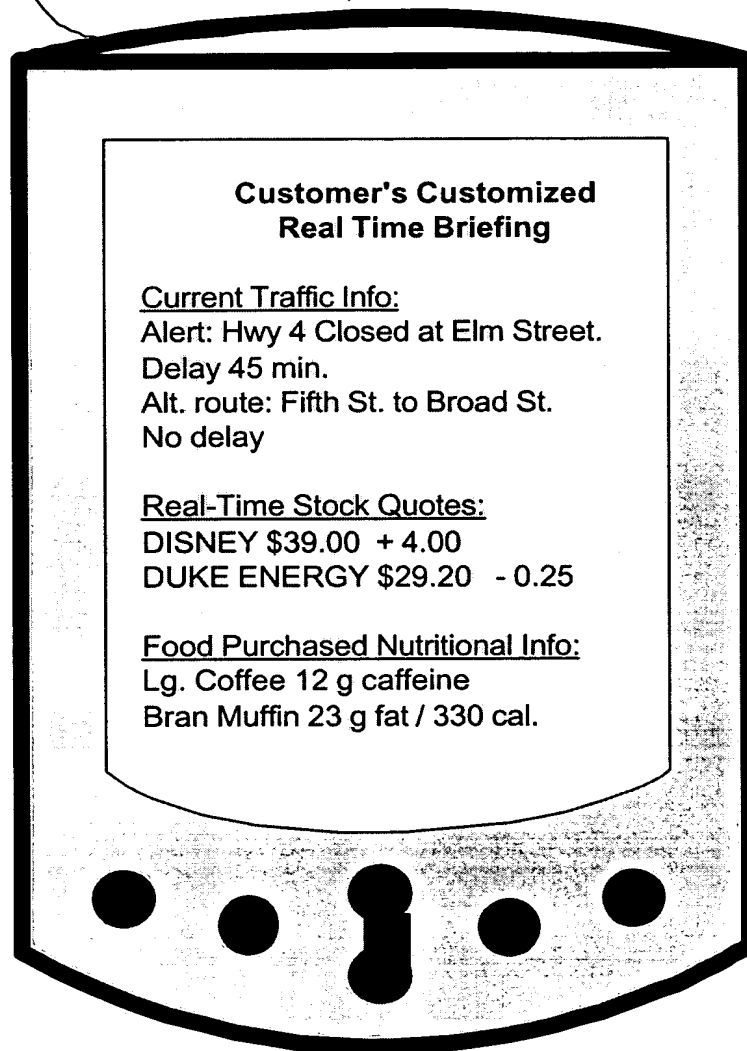 Customer's Customized
Real Time Briefing
Current Traffic Info:
Alert: Hwy 4 Closed at Elm Street.
Delay 45 min.
Alt. route: Fifth St. to Broad St.
No delay
Real-Time Stock Quotes:
DISNEY $39.00 + 4.00
DUKE ENERGY $29.20 - 0.25
Food Purchased Nutritional Info:
Lg. Coffee 12 g caffeine
Bran Muffin 23 g fat / 330 cal.